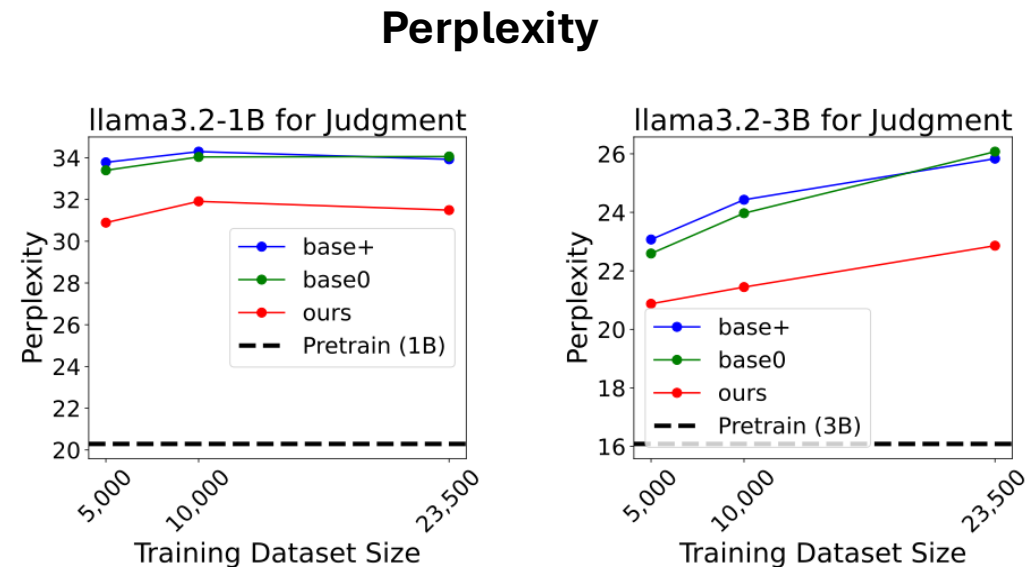 Perplexity
llama3.2-1B for Judgment
Perplexity
34
32
30
28
26
24
22
20
base+
base0
ours
Pretrain (1B)
5,000
10,000
23,500
Training Dataset Size
llama3.2-3B for Judgment
Perplexity
26
24
22
20
18
16
base+
base0
ours
Pretrain (3B)
5,000
10,000
23,500
Training Dataset Size